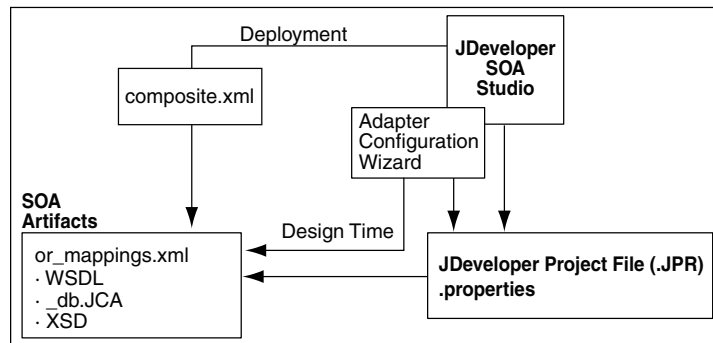 Deployment
JDeveloper
SOA
Studio
composite.xml
Adapter
Configuration
Wizard
SOA
Artifacts
Design Time
or_mappings.xml
· WSDL
· _db.JCA
· XSD
JDeveloper Project File (.JPR)
.properties